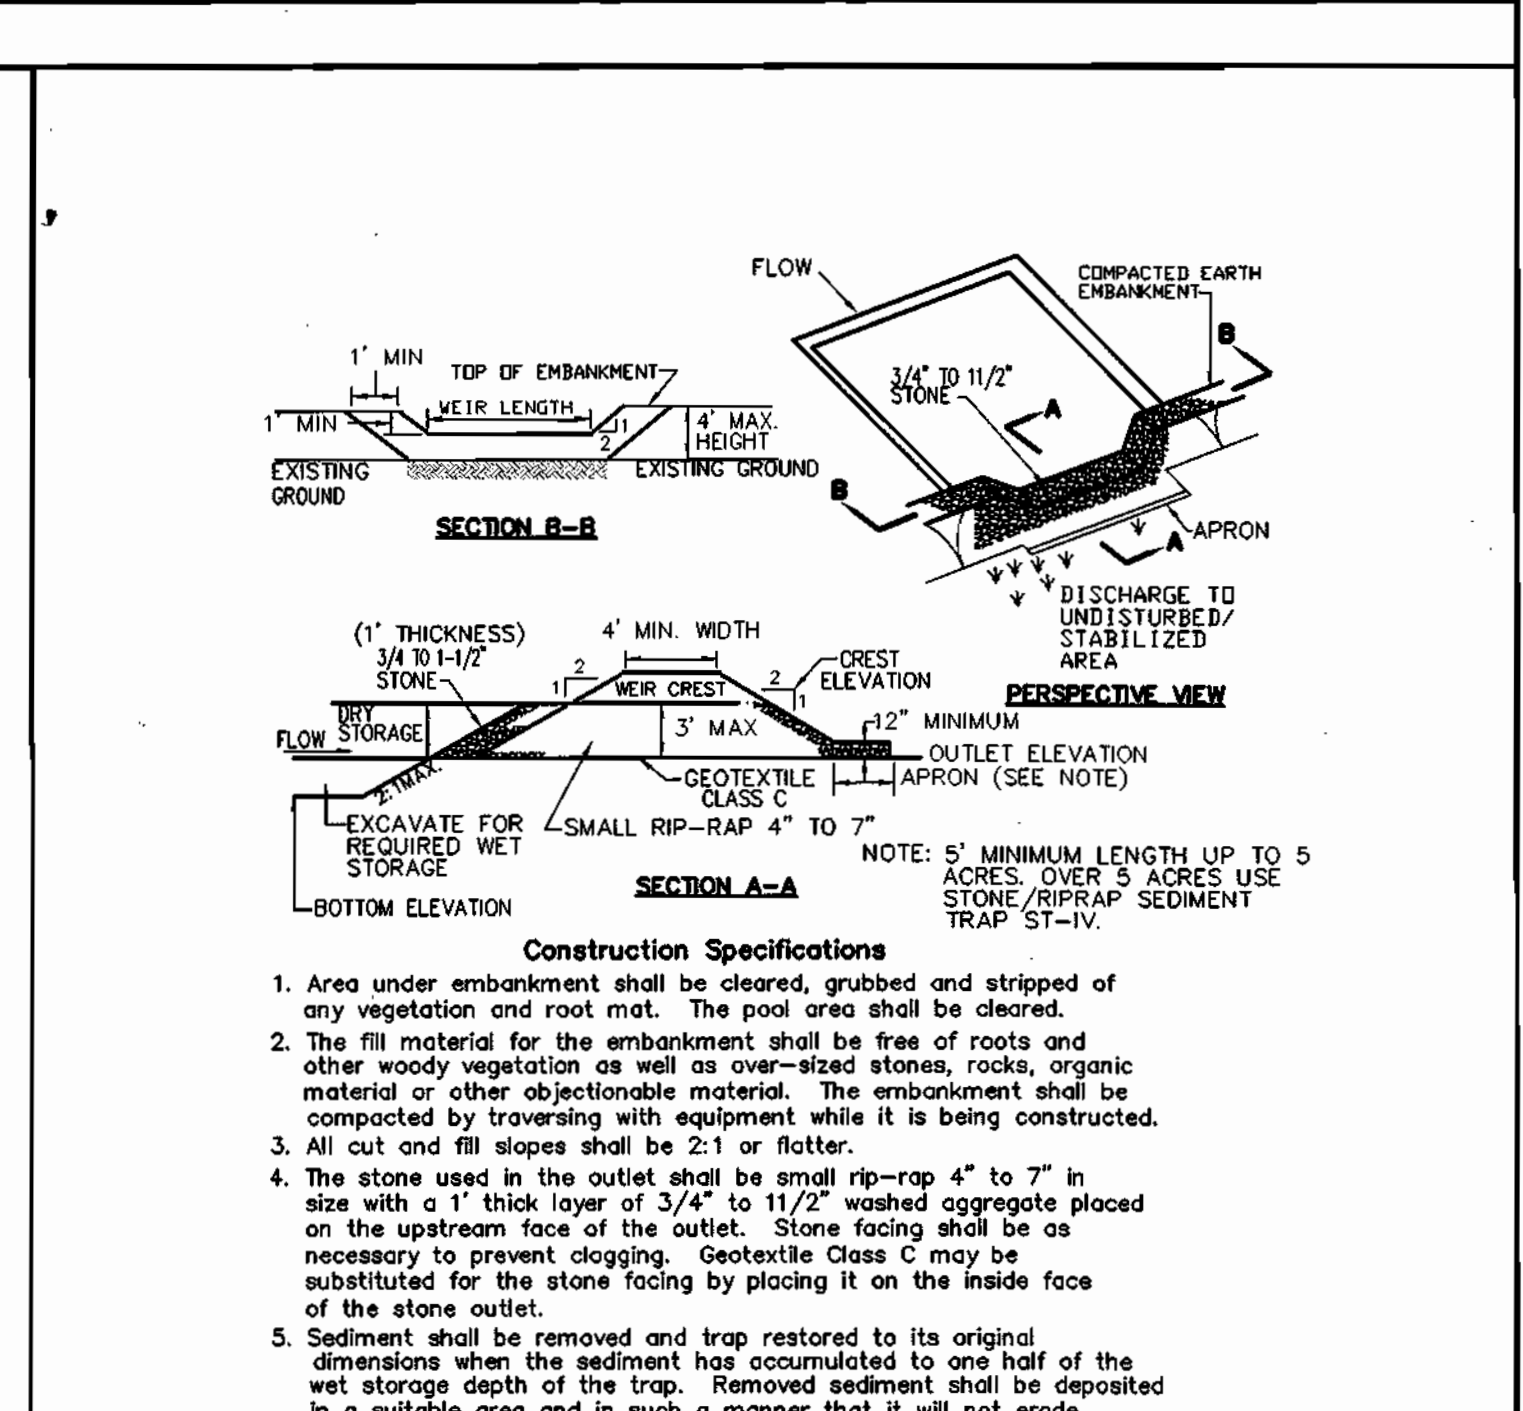 1' MIN
TOP OF EMBANKMENT
WEIR LENGTH
1' MIN
1
2
4' MAX.
HEIGHT
EXISTING
GROUND
EXISTING GROUND
SECTION B-B
FLOW
COMPACTED EARTH
EMBANKMENT
B
3/4" TO 11/2"
STONE
A
B
A
APRON
DISCHARGE TO
UNDISTURBED/
STABILIZED
AREA
PERSPECTIVE VIEW
(1' THICKNESS)
3/4 TO 1-1/2"
STONE
4' MIN. WIDTH
2
1
WEIR CREST
2
1
CREST
ELEVATION
DRY
STORAGE
FLOW
3' MAX
12" MINIMUM
OUTLET ELEVATION
APRON (SEE NOTE)
2:1MAX.
GEOTEXTILE
CLASS C
EXCAVATE FOR
REQUIRED WET
STORAGE
SMALL RIP-RAP 4" TO 7"
BOTTOM ELEVATION
SECTION A-A
NOTE: 5' MINIMUM LENGTH UP TO 5
ACRES. OVER 5 ACRES USE
STONE/RIPRAP SEDIMENT
TRAP ST-IV.
Construction Specifications
1. Area under embankment shall be cleared, grubbed and stripped of
any vegetation and root mat. The pool area shall be cleared.
2. The fill material for the embankment shall be free of roots and
other woody vegetation as well as over-sized stones, rocks, organic
material or other objectionable material. The embankment shall be
compacted by traversing with equipment while it is being constructed.
3. All cut and fill slopes shall be 2:1 or flatter.
4. The stone used in the outlet shall be small rip-rap 4" to 7" in
size with a 1' thick layer of 3/4" to 11/2" washed aggregate placed
on the upstream face of the outlet. Stone facing shall be as
necessary to prevent clogging. Geotextile Class C may be
substituted for the stone facing by placing it on the inside face
of the stone outlet.
5. Sediment shall be removed and trap restored to its original
dimensions when the sediment has accumulated to one half of the
wet storage depth of the trap. Removed sediment shall be deposited
in a suitable area and in such a manner that it will not erode